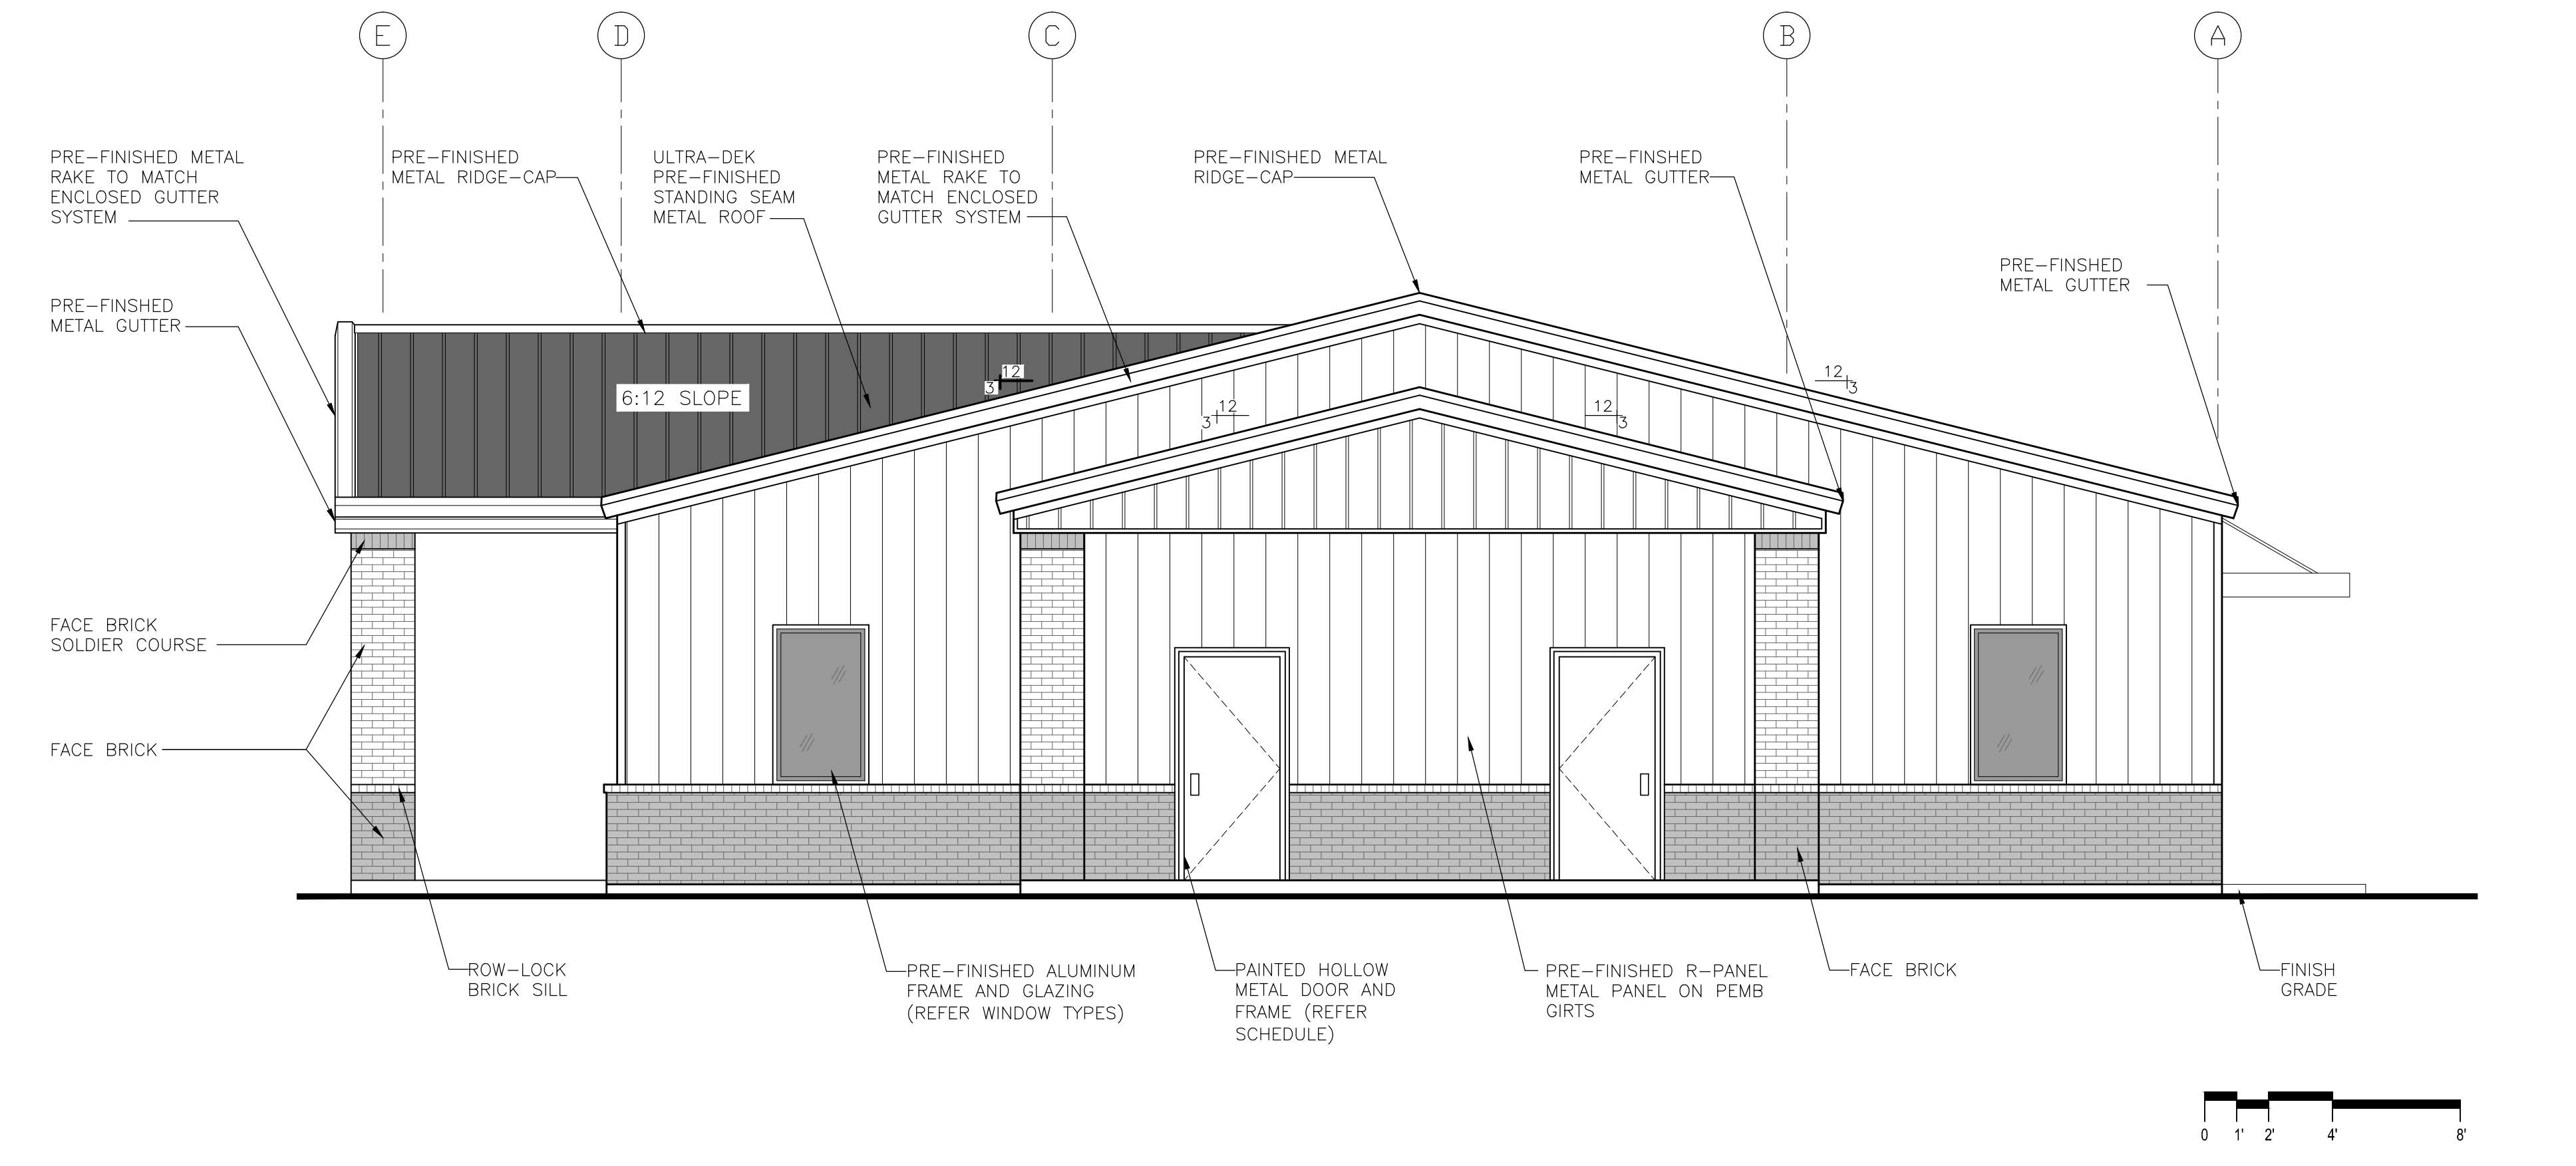 E
D
C
B
A
PRE-FINISHED METAL
RAKE TO MATCH
ENCLOSED GUTTER
SYSTEM
PRE-FINISHED
METAL RIDGE-CAP
ULTRA-DEK
PRE-FINISHED
STANDING SEAM
METAL ROOF
PRE-FINISHED
METAL RAKE TO
MATCH ENCLOSED
GUTTER SYSTEM
PRE-FINISHED METAL
RIDGE-CAP
PRE-FINSHED
METAL GUTTER
PRE-FINSHED
METAL GUTTER
PRE-FINSHED
METAL GUTTER
12
3
12
3
6:12 SLOPE
12
3
12
3
FACE BRICK
SOLDIER COURSE
FACE BRICK
ROW-LOCK
BRICK SILL
PRE-FINISHED ALUMINUM
FRAME AND GLAZING
(REFER WINDOW TYPES)
PAINTED HOLLOW
METAL DOOR AND
FRAME (REFER
SCHEDULE)
PRE-FINISHED R-PANEL
METAL PANEL ON PEMB
GIRTS
FACE BRICK
FINISH
GRADE
0 1' 2' 4' 8'